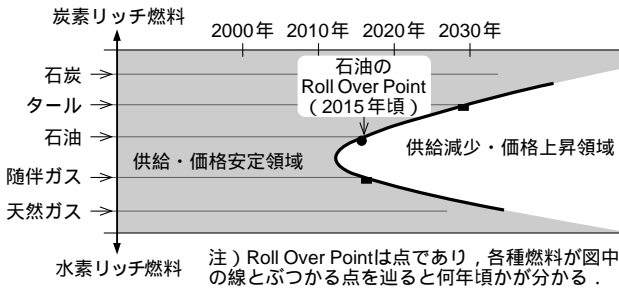 炭素リッチ燃料
2000年 2010年 2020年 2030年
石炭
石油の
Roll Over Point
（2015年頃）
タール
石油
供給・価格安定領域
供給減少・価格上昇領域
随伴ガス
天然ガス
水素リッチ燃料
注）Roll Over Pointは点であり，各種燃料が図中
の線とぶつかる点を辿ると何年頃かが分かる．